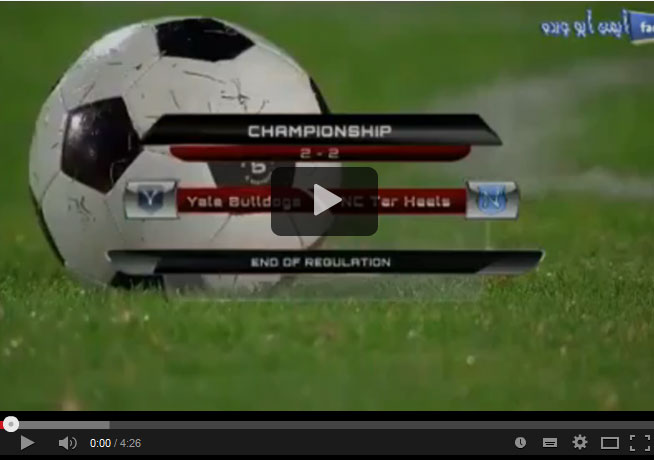 CHAMPIONSHIP
2 - 2
Yale Bulldogs NC Tar Heels
END OF REGULATION
0:00 / 4:26